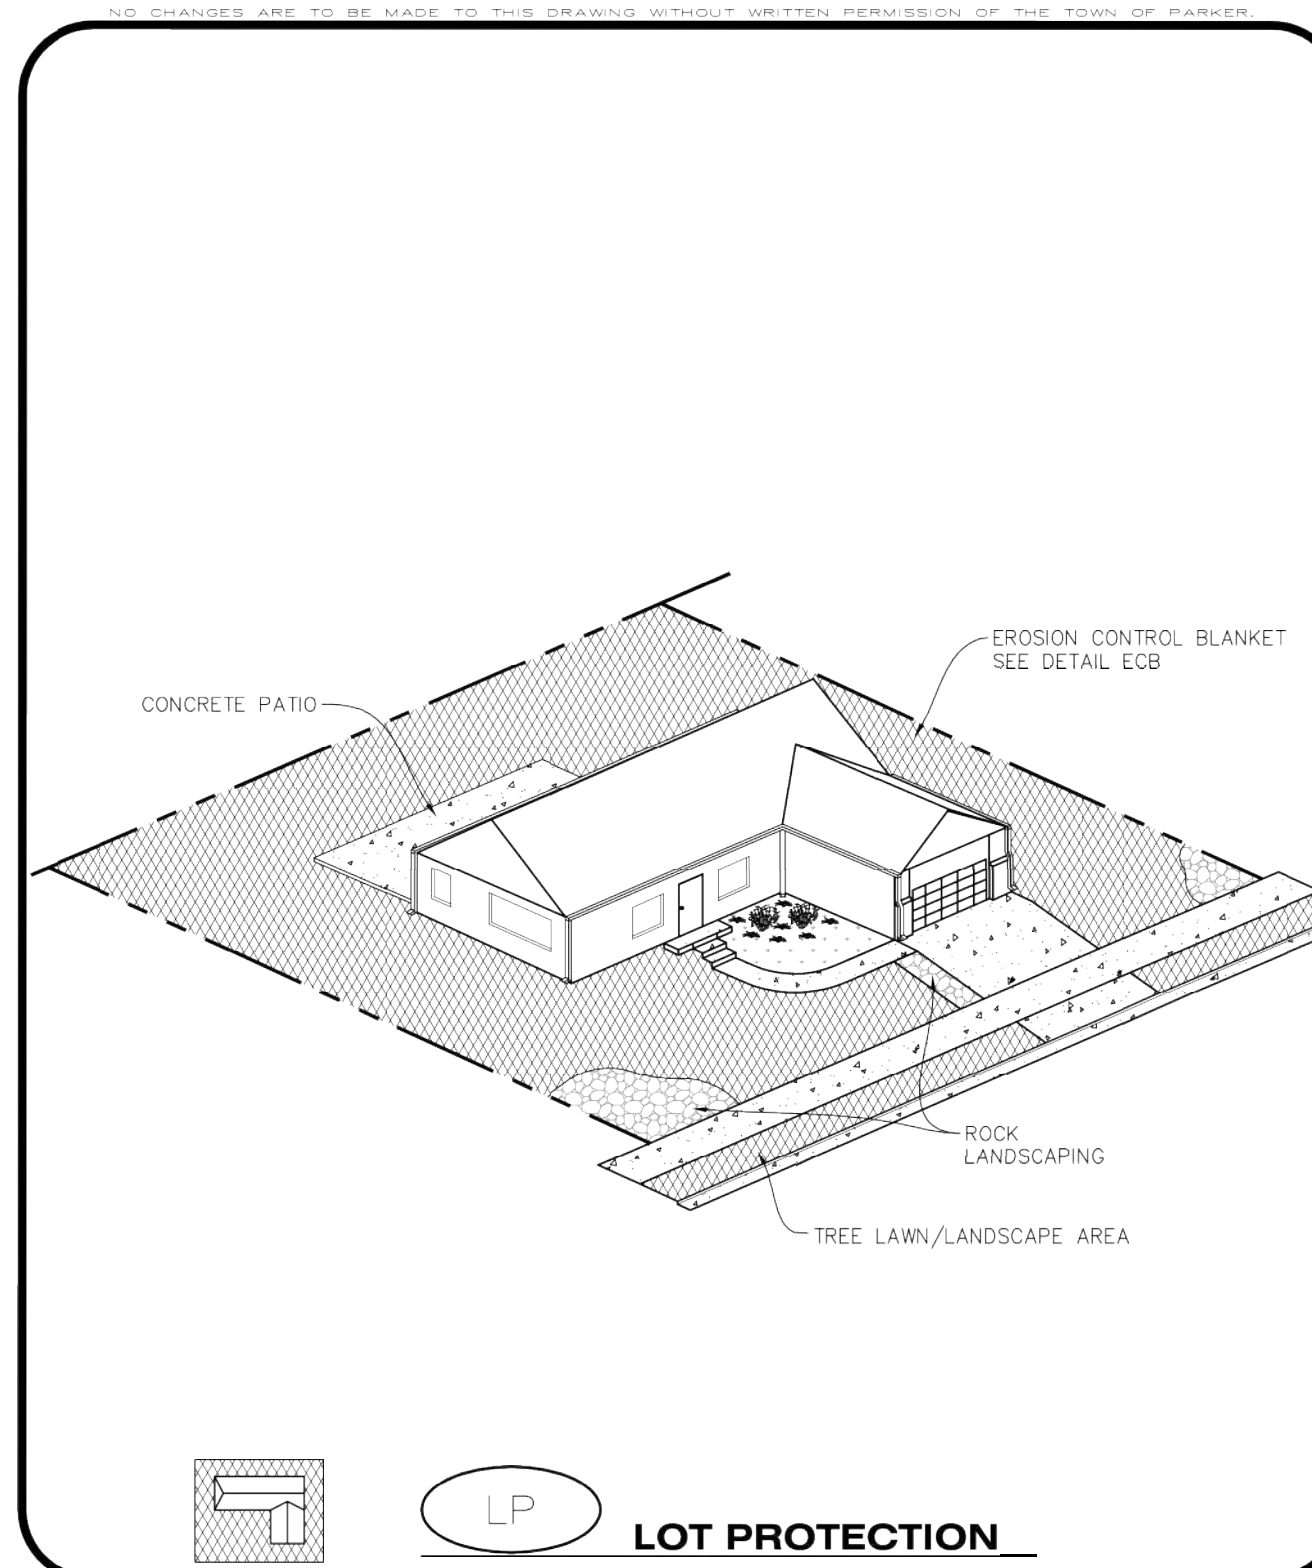 NO CHANGES ARE TO BE MADE TO THIS DRAWING WITHOUT WRITTEN PERMISSION OF THE TOWN OF PARKER.
EROSION CONTROL BLANKET
SEE DETAIL ECB
CONCRETE PATIO
ROCK
LANDSCAPING
TREE LAWN/LANDSCAPE AREA
LP
LOT PROTECTION